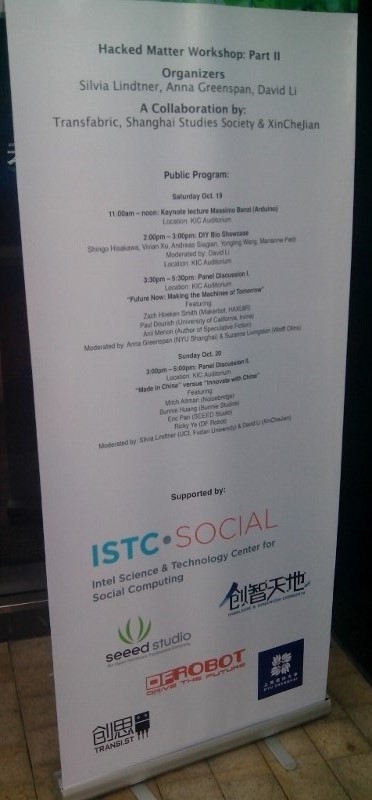 Hacked Matter Workshop: Part II
Organizers
Silvia Lindtner, Anna Greenspan, David Li
A Collaboration by:
Transfabric, Shanghai Studies Society & XinCheJian
Public Program:
Saturday Oct. 19
11:00am – noon: Keynote lecture Massimo Banzi (Arduino)
Location: KIC Auditorium
2:00pm – 3:00pm: DIY Bio Showcase
Shingo Hisakawa, Vivian Xu, Andreas Siagian, Yongling Wang, Marianne
Moderated by: David Li
Location: KIC Auditorium
3:30pm – 5:30pm: Panel Discussion I.
Location: KIC Auditorium
"Future Now: Making the Machines of Tomorrow"
Featuring:
Zach Hoeken Smith (Makerbot, HAXLR8R)
Paul Dourish (University of California, Irvine)
Anil Menon (Author of Speculative Fiction)
Moderated by: Anna Greenspan (NYU Shanghai) & Suzanne Livingston (Wolff Olins)
Sunday Oct. 20
3:00pm – 5:00pm: Panel Discussion II.
Location: KIC Auditorium
"Made in China" versus "Innovate with China"
Featuring:
Mitch Altman (Noisebridge)
Bunnie Huang (Bunnie Studios)
Eric Pan (SEEED Studio)
Ricky Ye (DF Robot)
Moderated by: Silvia Lindtner (UCI, Fudan University) & David Li (XinCheJian)
Supported by:
ISTC•SOCIAL
Intel Science & Technology Center for
Social Computing
创智天地
seeed studio
DFROBOT
DRIVE THE FUTURE
上海纽约大学
NYU SHANGHAI
创思
TRANSI.ST